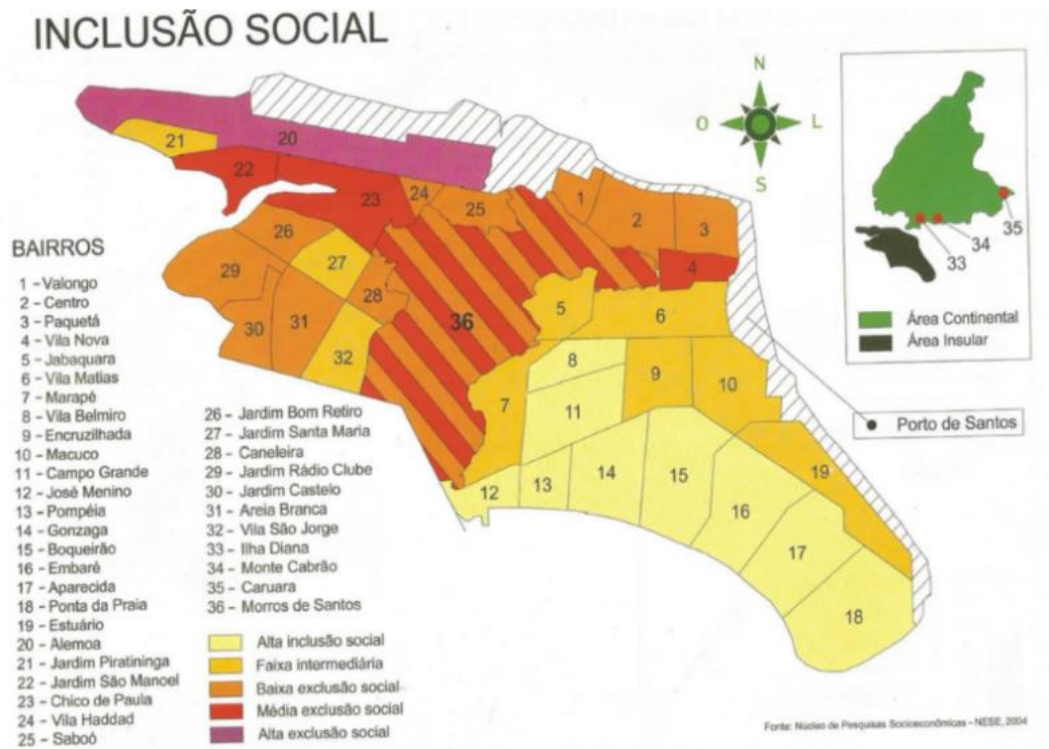 INCLUSÃO SOCIAL
N
O
L
S
20
21
22
23
24
25
1
2
3
4
26
27
28
29
30
31
32
36
5
6
7
8
9
10
11
12
13
14
15
16
17
18
19
35
34
33
Área Continental
Área Insular
Porto de Santos
BAIRROS
1 - Valongo
2 - Centro
3 - Paquetá
4 - Vila Nova
5 - Jabaquara
6 - Vila Matias
7 - Marapé
8 - Vila Belmiro
9 - Encruzilhada
10 - Macuco
11 - Campo Grande
12 - José Menino
13 - Pompéia
14 - Gonzaga
15 - Boqueirão
16 - Embaré
17 - Aparecida
18 - Ponta da Praia
19 - Estuário
20 - Alemoa
21 - Jardim Piratininga
22 - Jardim São Manoel
23 - Chico de Paula
24 - Vila Haddad
25 - Saboó
26 - Jardim Bom Retiro
27 - Jardim Santa Maria
28 - Caneleira
29 - Jardim Rádio Clube
30 - Jardim Castelo
31 - Areia Branca
32 - Vila São Jorge
33 - Ilha Diana
34 - Monte Cabrão
35 - Caruara
36 - Morros de Santos
Alta inclusão social
Faixa intermediária
Baixa exclusão social
Média exclusão social
Alta exclusão social
Fonte: Núcleo de Pesquisas Socioeconômicas - NESE, 2004